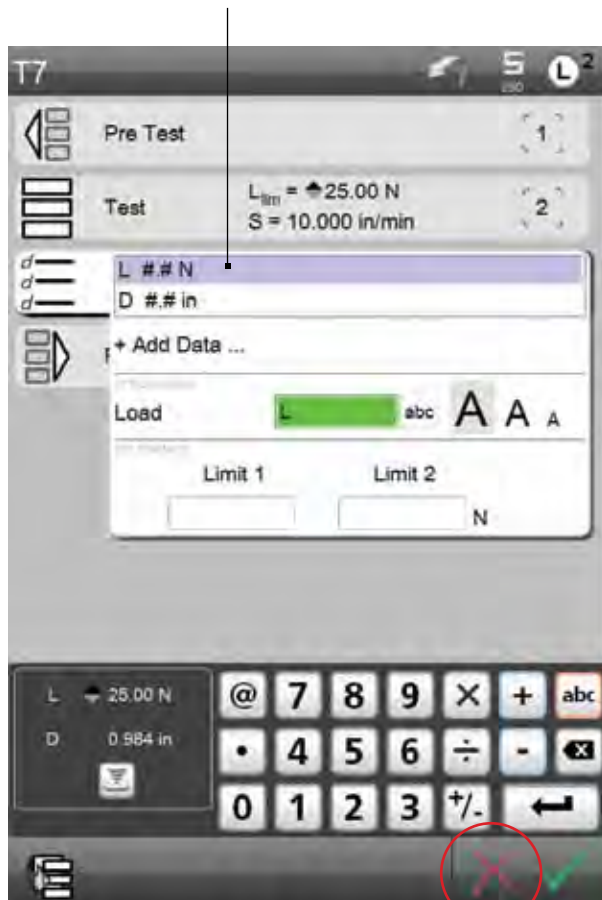 T7
S
L 2
Pre Test
1
Test
Llim = 25.00 N
S = 10.000 in/min
2
d
d
d
L #.# N
D #.# in
+ Add Data ...
Load
L
abc
A A A
Limit 1 Limit 2
N
L 25.00 N
D 0.984 in
@ 7 8 9 × + abc
• 4 5 6 ÷ -
0 1 2 3 +/-